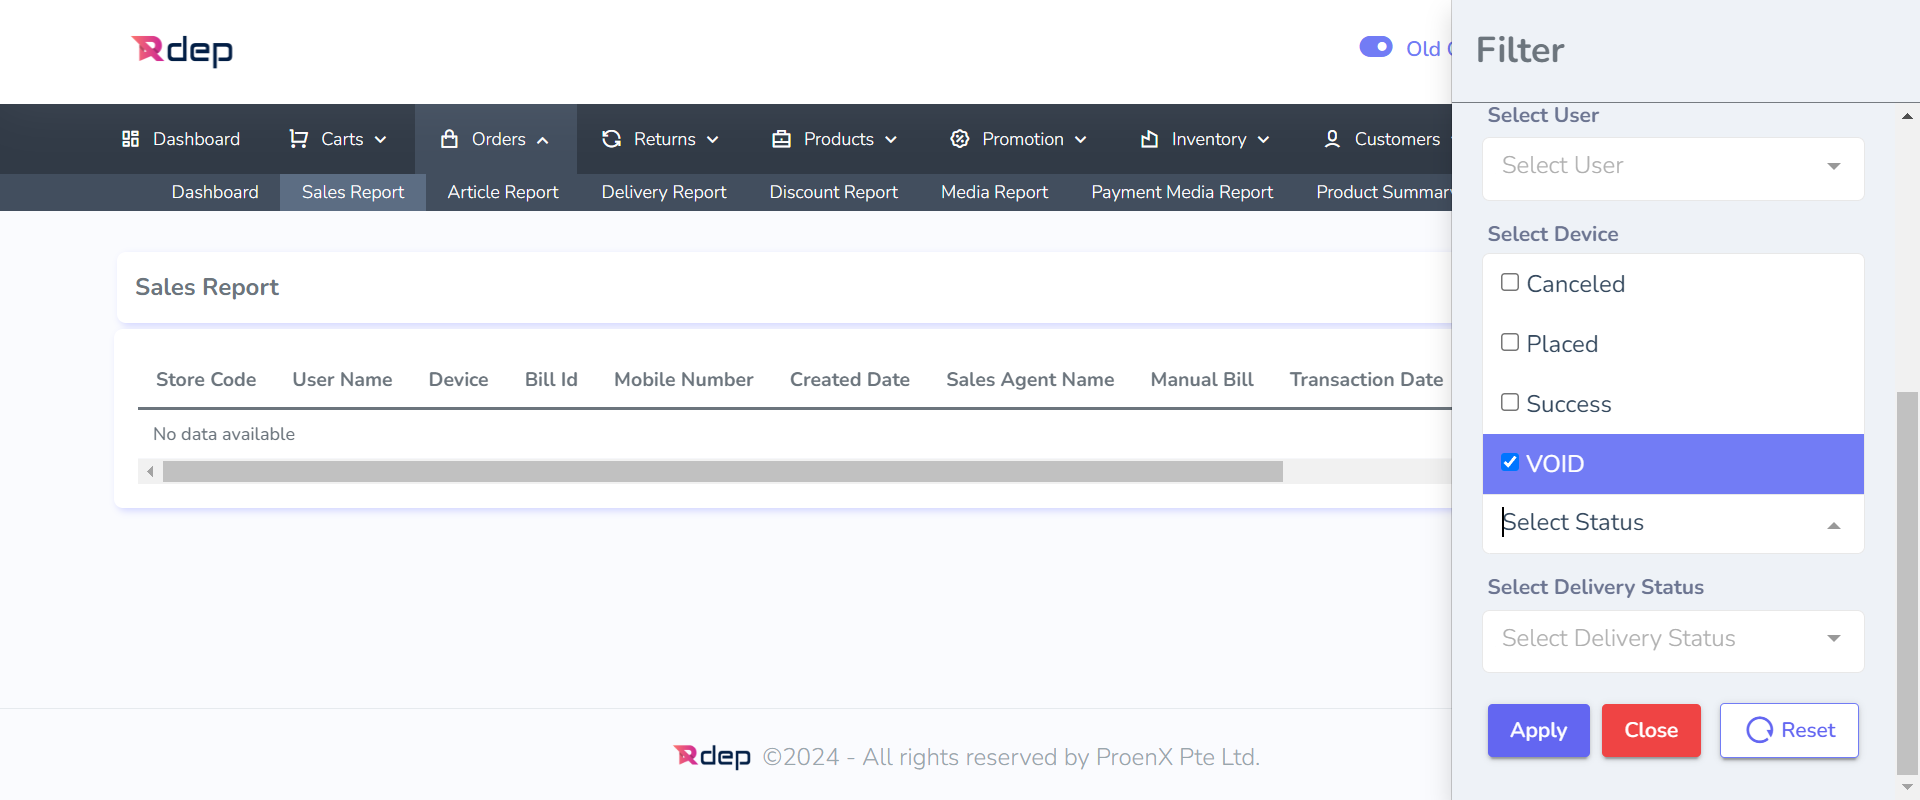 Rdep
Old
Filter
Dashboard Carts Orders Returns Products Promotion Inventory Customers
Dashboard Sales Report Article Report Delivery Report Discount Report Media Report Payment Media Report Product Summary
Select User
Select User
Select Device
Canceled
Placed
Success
VOID
Select Status
Select Delivery Status
Select Delivery Status
Apply Close Reset
Sales Report
Store Code User Name Device Bill Id Mobile Number Created Date Sales Agent Name Manual Bill Transaction Date
No data available
Rdep ©2024 - All rights reserved by ProenX Pte Ltd.